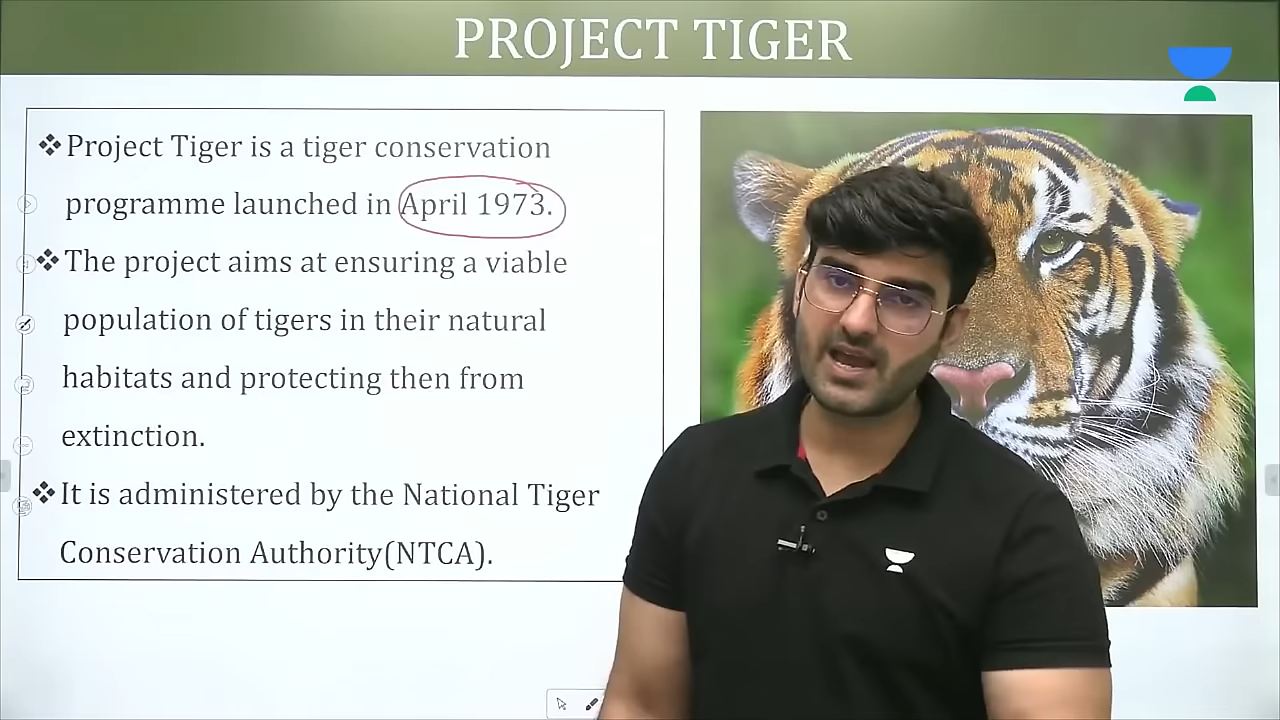 PROJECT TIGER
❖Project Tiger is a tiger conservation
programme launched in April 1973.
❖The project aims at ensuring a viable
population of tigers in their natural
habitats and protecting then from
extinction.
❖It is administered by the National Tiger
Conservation Authority(NTCA).